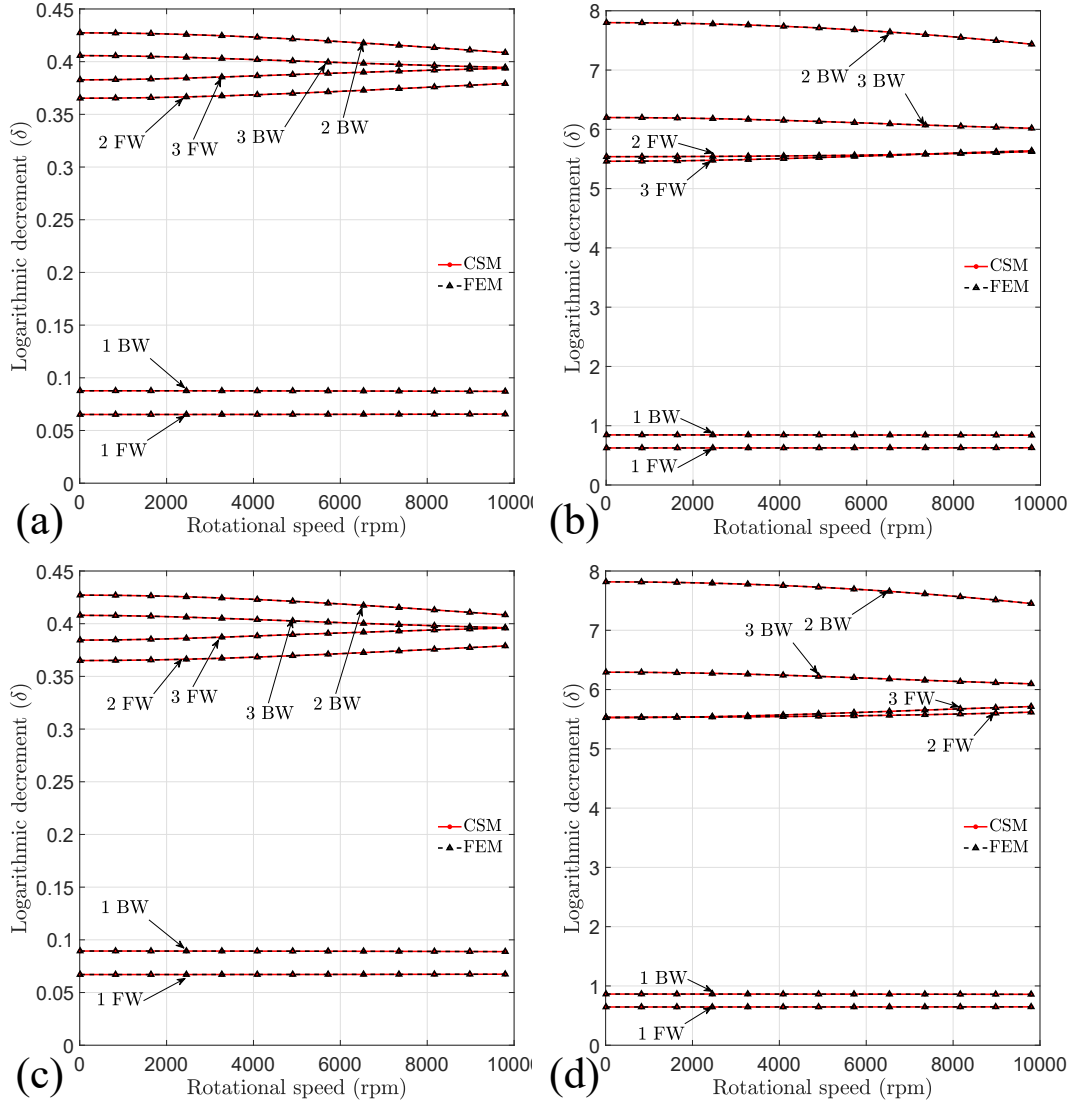 0.45
0.4
0.35
0.3
0.25
0.2
0.15
0.1
0.05
0
Logarithmic decrement (δ)
2 FW
3 FW
3 BW
2 BW
CSM
FEM
1 BW
1 FW
0 2000 4000 6000 8000 10000
Rotational speed (rpm)
(a)
8
7
6
5
4
3
2
1
0
Logarithmic decrement (δ)
2 BW
3 BW
2 FW
3 FW
CSM
FEM
1 BW
1 FW
0 2000 4000 6000 8000 10000
Rotational speed (rpm)
(b)
0.45
0.4
0.35
0.3
0.25
0.2
0.15
0.1
0.05
0
Logarithmic decrement (δ)
2 FW
3 FW
3 BW
2 BW
CSM
FEM
1 BW
1 FW
0 2000 4000 6000 8000 10000
Rotational speed (rpm)
(c)
8
7
6
5
4
3
2
1
0
Logarithmic decrement (δ)
3 BW
2 BW
3 FW
2 FW
CSM
FEM
1 BW
1 FW
0 2000 4000 6000 8000 10000
Rotational speed (rpm)
(d)